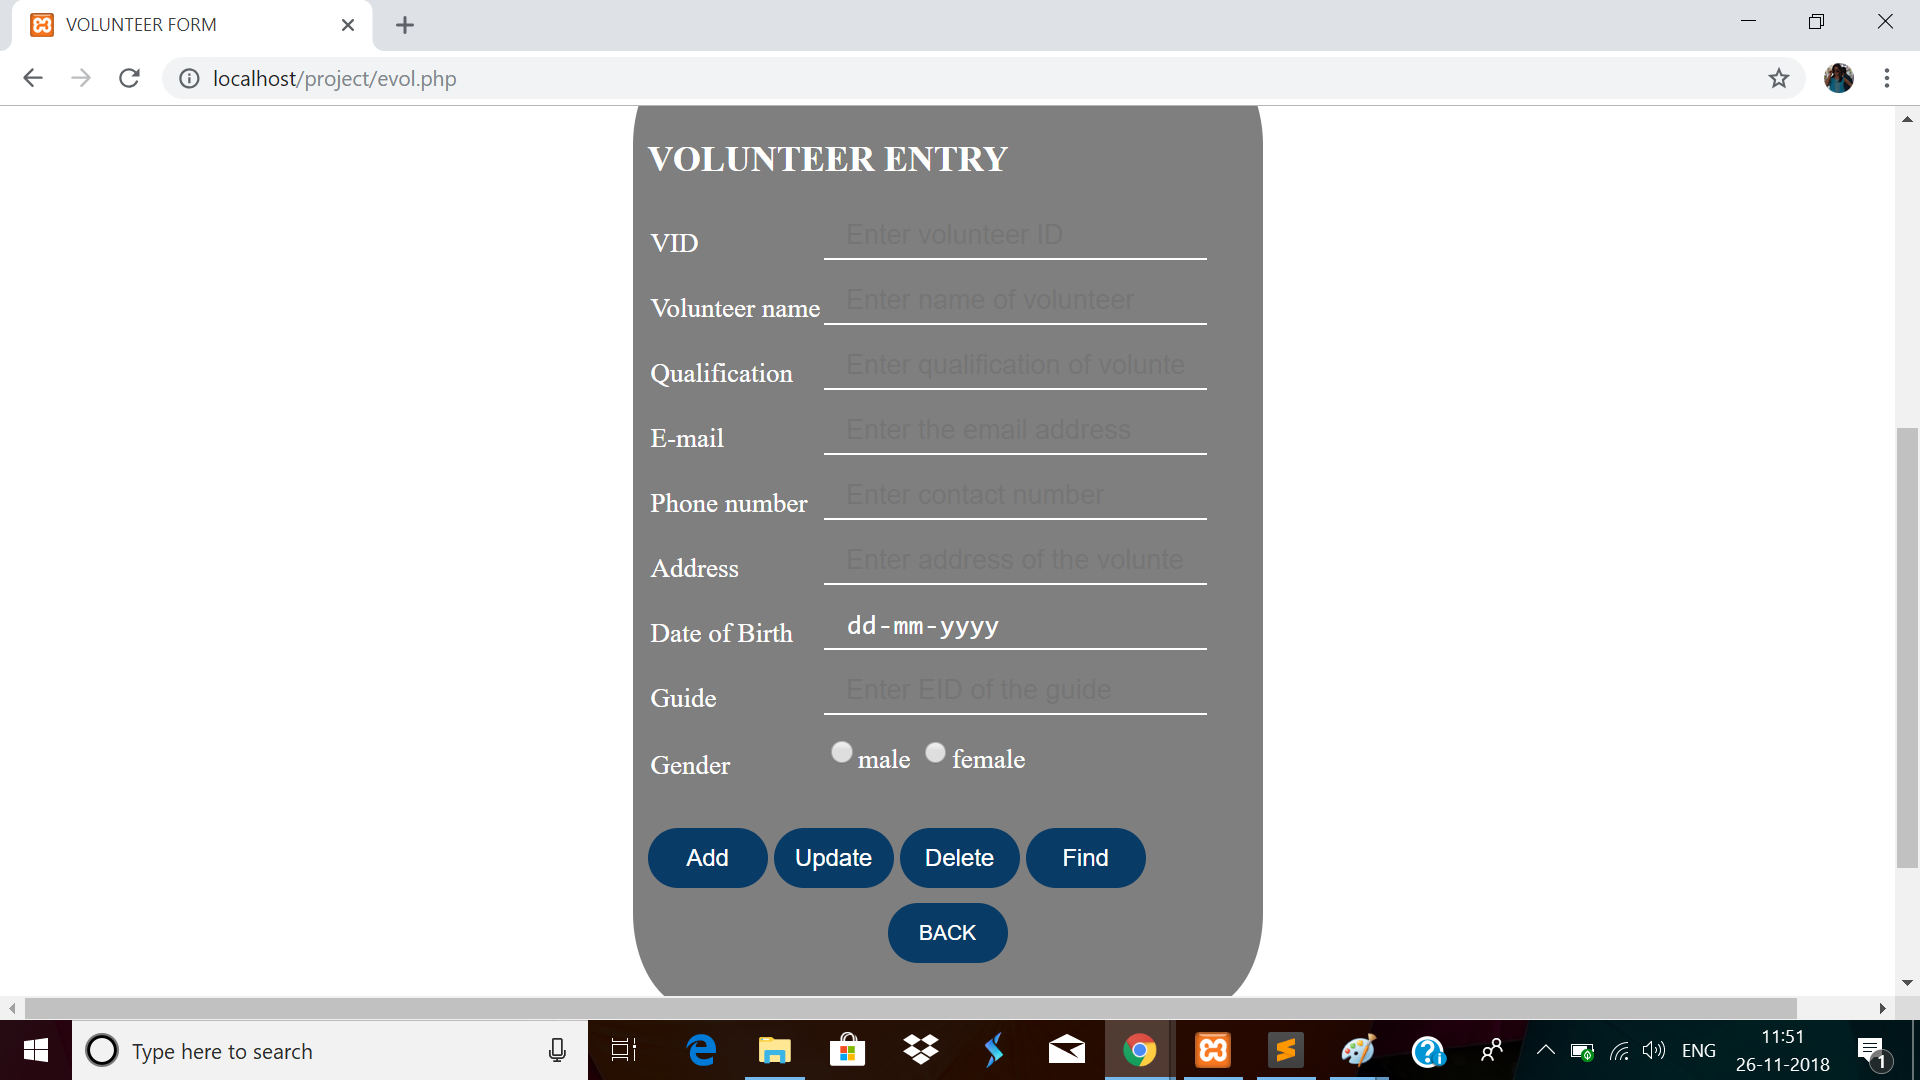 VOLUNTEER FORM
localhost/project/evol.php
VOLUNTEER ENTRY
VID Enter volunteer ID
Volunteer name Enter name of volunteer
Qualification Enter qualification of volunte
E-mail Enter the email address
Phone number Enter contact number
Address Enter address of the volunte
Date of Birth dd-mm-yyyy
Guide Enter EID of the guide
Gender male female
Add Update Delete Find
BACK
Type here to search
ENG
11:51
26-11-2018
1